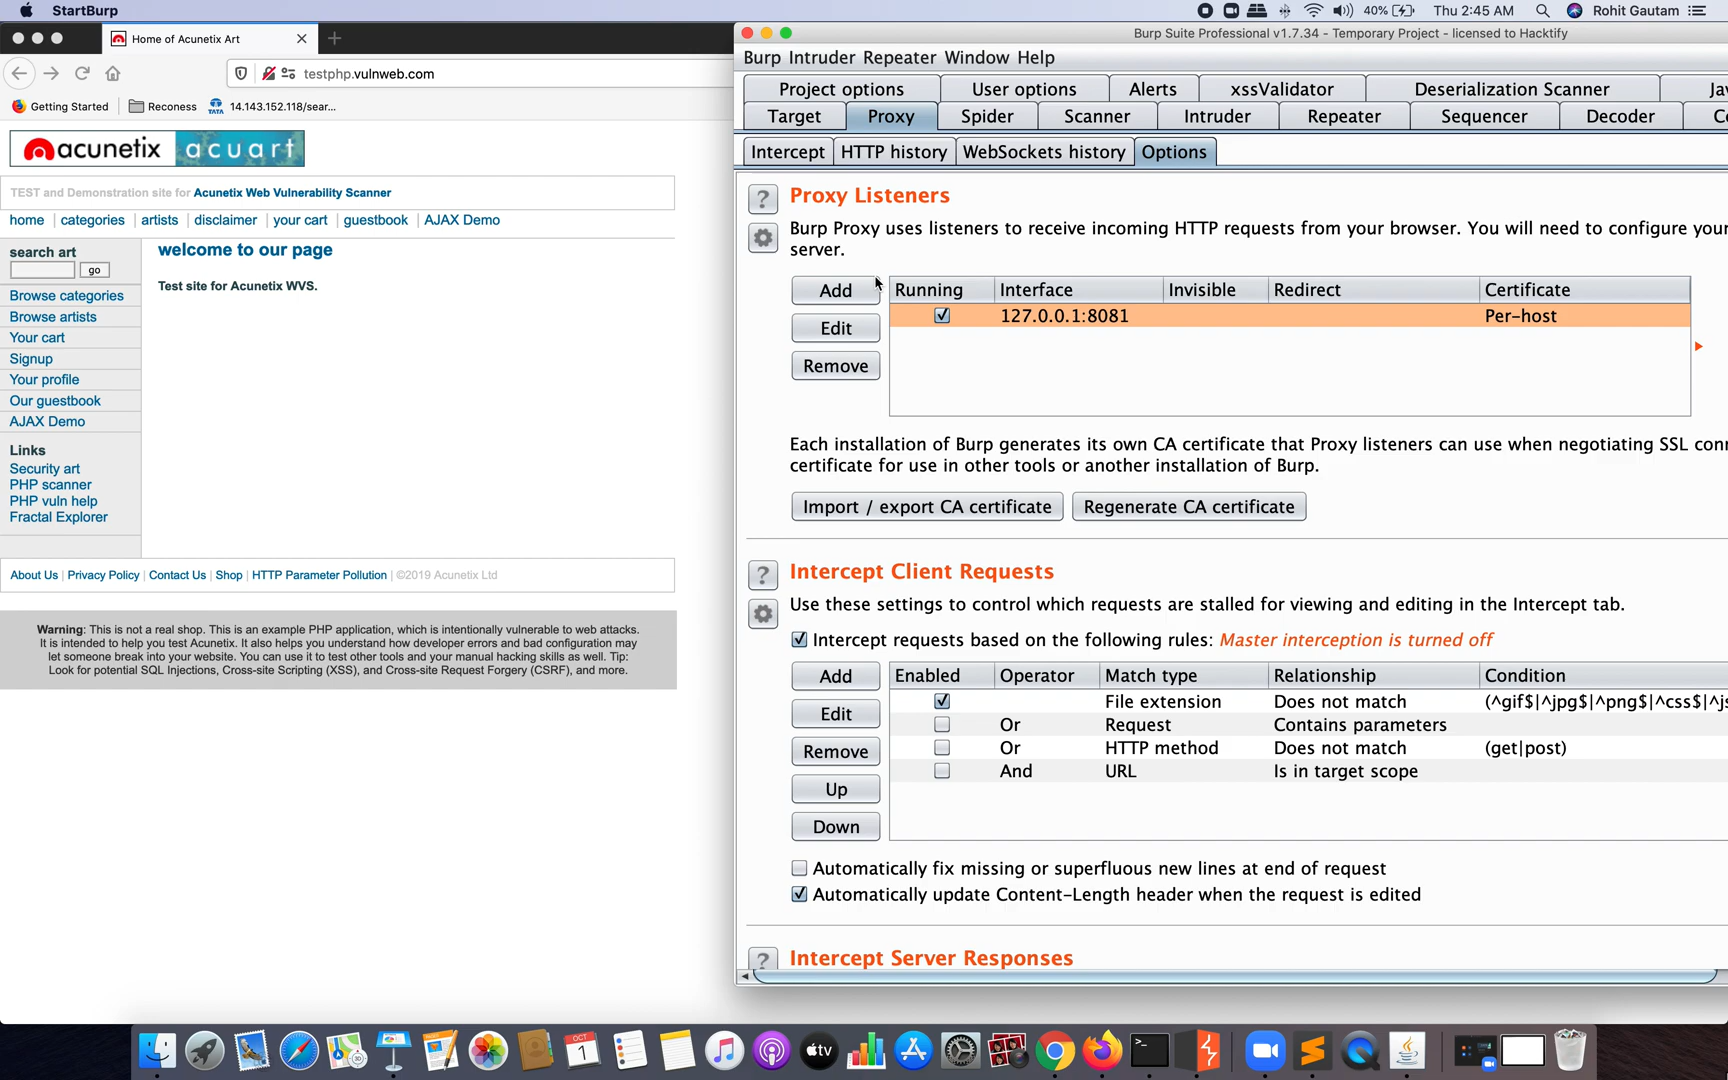 StartBurp
40%
Thu 2:45 AM
Rohit Gautam
Home of Acunetix Art
testphp.vulnweb.com
Getting Started
Reconess
TATA
14.143.152.118/sear...
acunetix
acuart
TEST and Demonstration site for Acunetix Web Vulnerability Scanner
home | categories | artists | disclaimer | your cart | guestbook | AJAX Demo
search art
go
Browse categories
Browse artists
Your cart
Signup
Your profile
Our guestbook
AJAX Demo
Links
Security art
PHP scanner
PHP vuln help
Fractal Explorer
welcome to our page
Test site for Acunetix WVS.
About Us | Privacy Policy | Contact Us | Shop | HTTP Parameter Pollution | ©2019 Acunetix Ltd
Warning: This is not a real shop. This is an example PHP application, which is intentionally vulnerable to web attacks.
It is intended to help you test Acunetix. It also helps you understand how developer errors and bad configuration may
let someone break into your website. You can use it to test other tools and your manual hacking skills as well. Tip:
Look for potential SQL Injections, Cross-site Scripting (XSS), and Cross-site Request Forgery (CSRF), and more.
Burp Suite Professional v1.7.34 - Temporary Project - licensed to Hacktify
Burp Intruder Repeater Window Help
Project options
User options
Alerts
xssValidator
Deserialization Scanner
Ja
Target
Proxy
Spider
Scanner
Intruder
Repeater
Sequencer
Decoder
C
Intercept
HTTP history
WebSockets history
Options
? Proxy Listeners
Burp Proxy uses listeners to receive incoming HTTP requests from your browser. You will need to configure your
server.
Add
Edit
Remove
Running Interface Invisible Redirect Certificate
127.0.0.1:8081 Per-host
Each installation of Burp generates its own CA certificate that Proxy listeners can use when negotiating SSL con
certificate for use in other tools or another installation of Burp.
Import / export CA certificate
Regenerate CA certificate
? Intercept Client Requests
Use these settings to control which requests are stalled for viewing and editing in the Intercept tab.
Intercept requests based on the following rules: Master interception is turned off
Add
Edit
Remove
Up
Down
Enabled Operator Match type Relationship Condition
File extension Does not match (^gif$|^jpg$|^png$|^css$|^js
Or Request Contains parameters
Or HTTP method Does not match (get|post)
And URL Is in target scope
Automatically fix missing or superfluous new lines at end of request
Automatically update Content-Length header when the request is edited
? Intercept Server Responses
OCT
1
tv